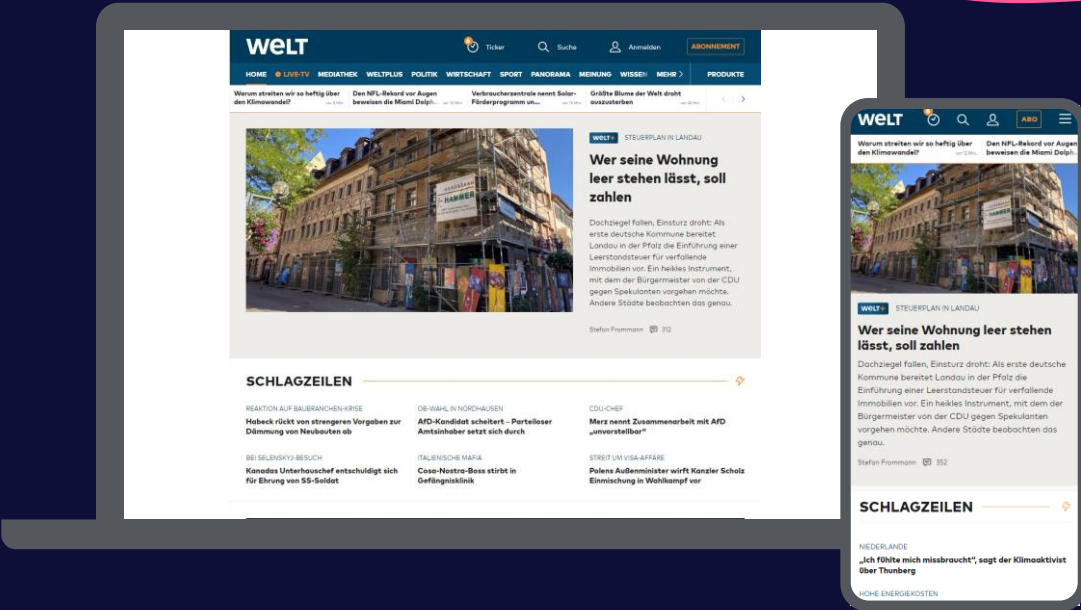 WELT
Ticker
Suche
Anmelden
ABONNEMENT
HOME LIVE-TV MEDIATHEK WELTPLUS POLITIK WIRTSCHAFT SPORT PANORAMA MEINUNG WISSEN MEHR PRODUKTE
Warum streiten wir so heftig über
den Klimawandel?
Den NFL-Rekord vor Augen
beweisen die Miami Dolph...
Verbraucherzentrale nennt Solar-
Förderprogramm un...
Größte Blume der Welt droht
auszusterben
HAMMER
WELT+ STEUERPLAN IN LANDAU
Wer seine Wohnung
leer stehen lässt, soll
zahlen
Dachziegel fallen, Einsturz droht: Als
erste deutsche Kommune bereitet
Landau in der Pfalz die Einführung einer
Leerstandsteuer für verfallende
Immobilien vor. Ein heikles Instrument,
mit dem der Bürgermeister von der CDU
gegen Spekulanten vorgehen möchte.
Andere Städte beobachten das genau.
Stefan Frommann 312
SCHLAGZEILEN
REAKTION AUF BAUBRANCHEN-KRISE
Habeck rückt von strengeren Vorgaben zur
Dämmung von Neubauten ab
OB-WAHL IN NORDHAUSEN
AfD-Kandidat scheitert – Parteiloser
Amtsinhaber setzt sich durch
CDU-CHEF
Merz nennt Zusammenarbeit mit AfD
„unvorstellbar“
BEI SELENSKYJ-BESUCH
Kanadas Unterhauschef entschuldigt sich
für Ehrung von SS-Soldat
ITALIENISCHE MAFIA
Cosa-Nostra-Boss stirbt in
Gefängnisklinik
STREIT UM VISA-AFFÄRE
Polens Außenminister wirft Kanzler Scholz
Einmischung in Wahlkampf vor
WELT
ABO
Warum streiten wir so heftig über
den Klimawandel?
Den NFL-Rekord vor Augen
beweisen die Miami Dolph...
HAMMER
WELT+ STEUERPLAN IN LANDAU
Wer seine Wohnung leer stehen
lässt, soll zahlen
Dachziegel fallen, Einsturz droht: Als erste deutsche
Kommune bereitet Landau in der Pfalz die
Einführung einer Leerstandsteuer für verfallende
Immobilien vor. Ein heikles Instrument, mit dem der
Bürgermeister von der CDU gegen Spekulanten
vorgehen möchte. Andere Städte beobachten das
genau.
Stefan Frommann 352
SCHLAGZEILEN
NIEDERLANDE
„Ich fühlte mich missbraucht“, sagt der Klimaaktivist
über Thunberg
HOHE ENERGIEKOSTEN